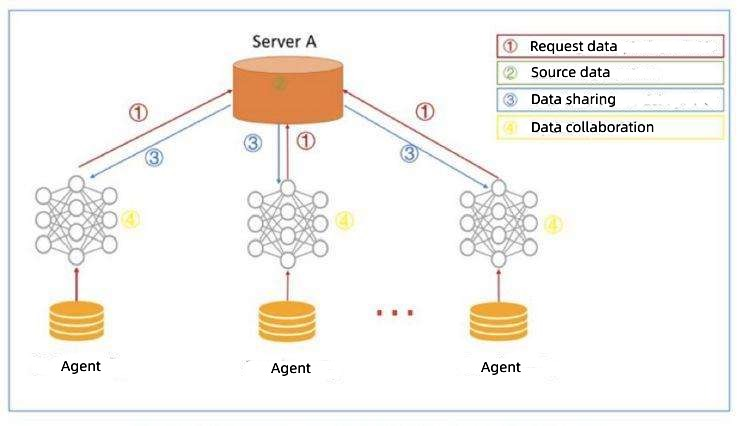 Server A
① Request data
② Source data
③ Data sharing
④ Data collaboration
②
① ③ ③ ① ③ ①
④ ④ ④
Agent Agent Agent